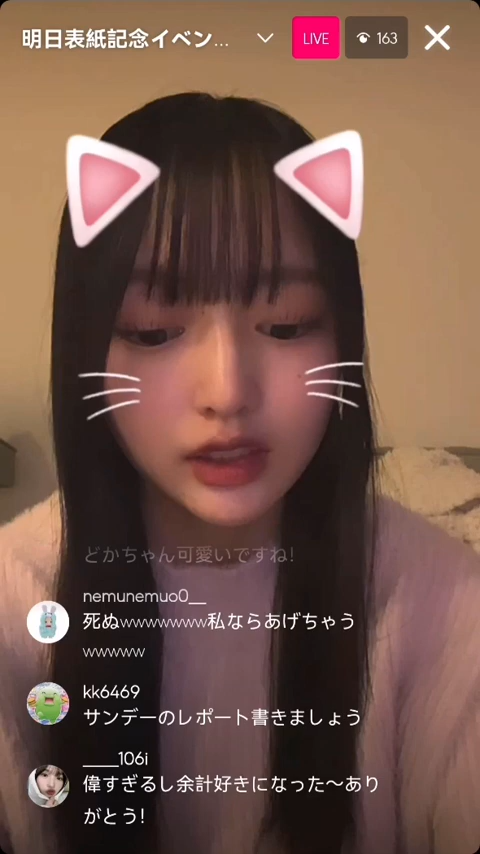 明日表紙記念イベン...
LIVE
163
どかちゃん可愛いですね!
nemunemuo0__
死ぬwwwwwww私ならあげちゃう
wwwww
kk6469
サンデーのレポート書きましょう
____106i
偉すぎるし余計好きになった〜あり
がとう!